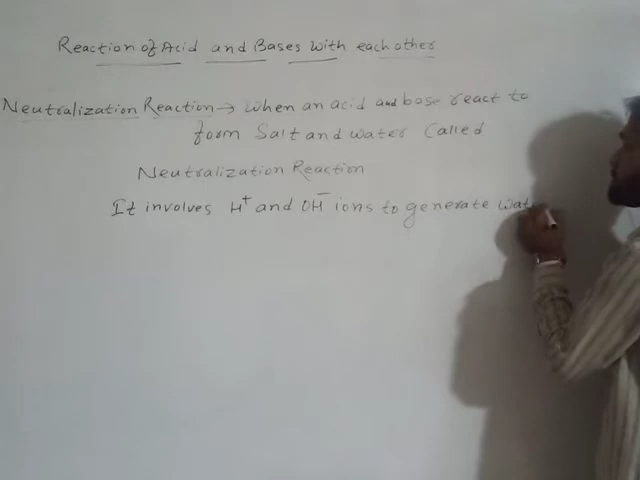 Reaction of Acid and Bases with each other
Neutralization Reaction → When an acid and base react to
form Salt and water Called
Neutralization Reaction
It involves H⁺ and OH⁻ ions to generate wat